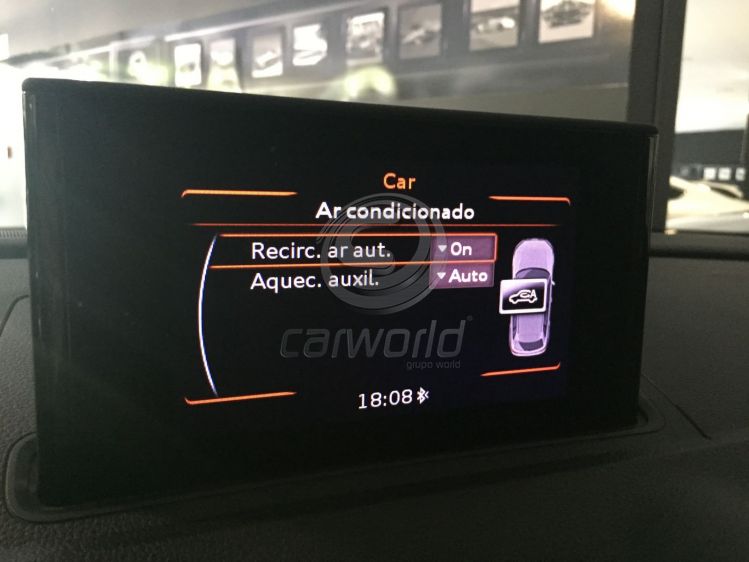 Car
Ar condicionado
Recirc. ar aut. On
Aquec. auxil. Auto
carworld®
grupo world
18:08